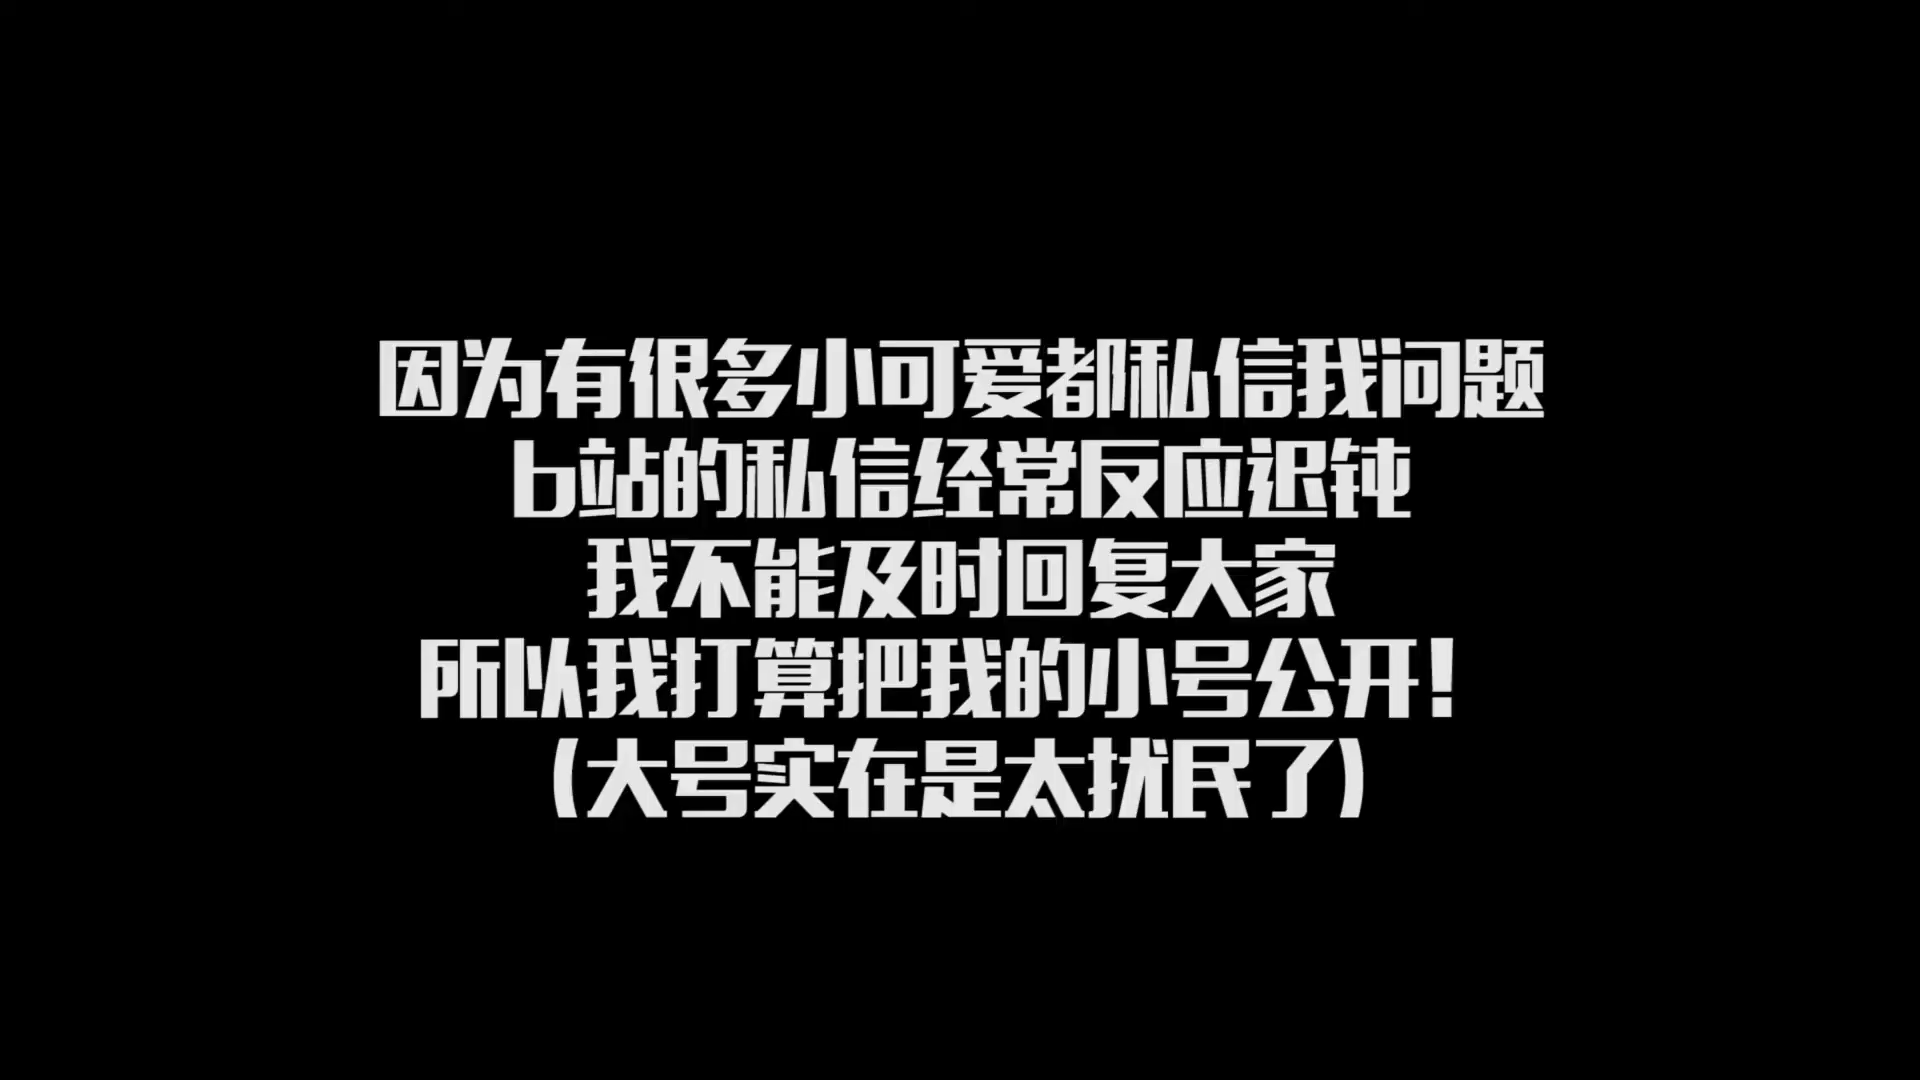 因为有很多小可爱都私信我问题
b站的私信经常反应迟钝
我不能及时回复大家
所以我打算把我的小号公开!
(大号实在是太扰民了)